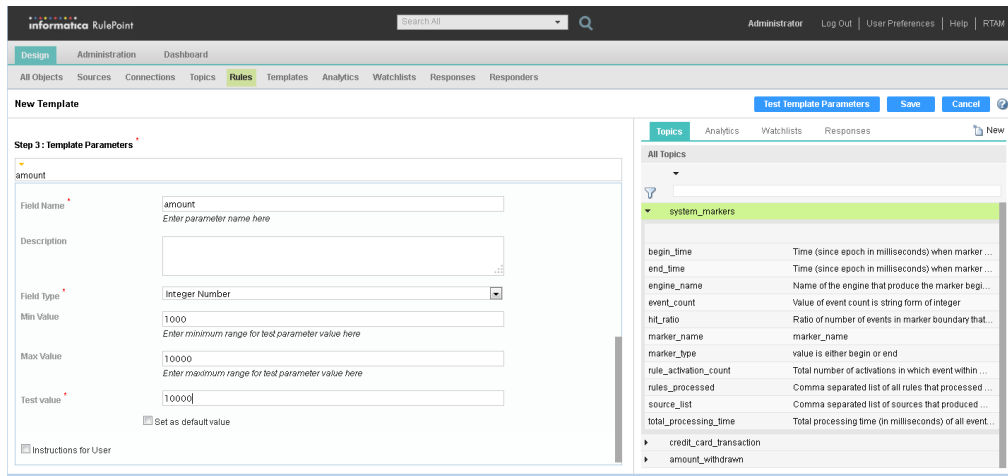 informatica RulePoint
Search All
Administrator Log Out | User Preferences | Help | RTAM
Design Administration Dashboard
All Objects Sources Connections Topics Rules Templates Analytics Watchlists Responses Responders
New Template
Test Template Parameters Save Cancel ?
Step 3 : Template Parameters *
amount
Field Name * amount
Enter parameter name here
Description
Field Type * Integer Number
Min Value 1000
Enter minimum range for test parameter value here
Max Value 10000
Enter maximum range for test parameter value here
Test value * 10000
Set as default value
Instructions for User
Topics Analytics Watchlists Responses New
All Topics
system_markers
begin_time Time (since epoch in milliseconds) when marker ...
end_time Time (since epoch in milliseconds) when marker ...
engine_name Name of the engine that produce the marker begi...
event_count Value of event count is string form of integer
hit_ratio Ratio of number of events in marker boundary that...
marker_name marker_name
marker_type value is either begin or end
rule_activation_count Total number of activations in which event within ...
rules_processed Comma separated list of all rules that processed ...
source_list Comma separated list of sources that produced ...
total_processing_time Total processing time (in milliseconds) of all event...
credit_card_transaction
amount_withdrawn